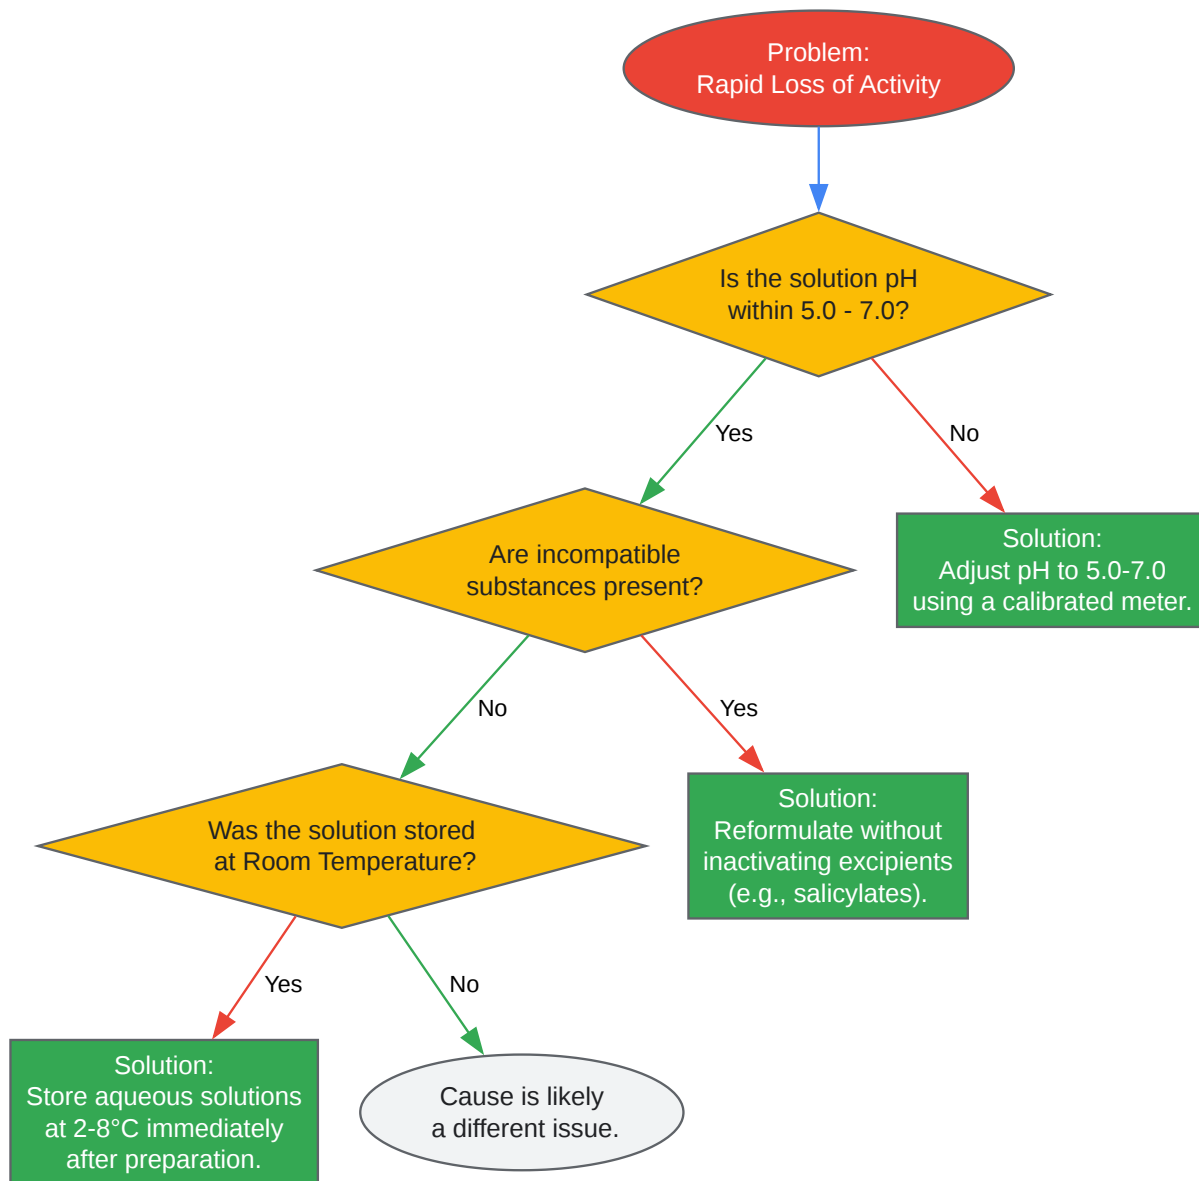 Problem:
Rapid Loss of Activity
Is the solution pH
within 5.0 - 7.0?
Yes
No
Are incompatible
substances present?
Solution:
Adjust pH to 5.0-7.0
using a calibrated meter.
No
Yes
Was the solution stored
at Room Temperature?
Solution:
Reformulate without
inactivating excipients
(e.g., salicylates).
Yes
No
Solution:
Store aqueous solutions
at 2-8°C immediately
after preparation.
Cause is likely
a different issue.